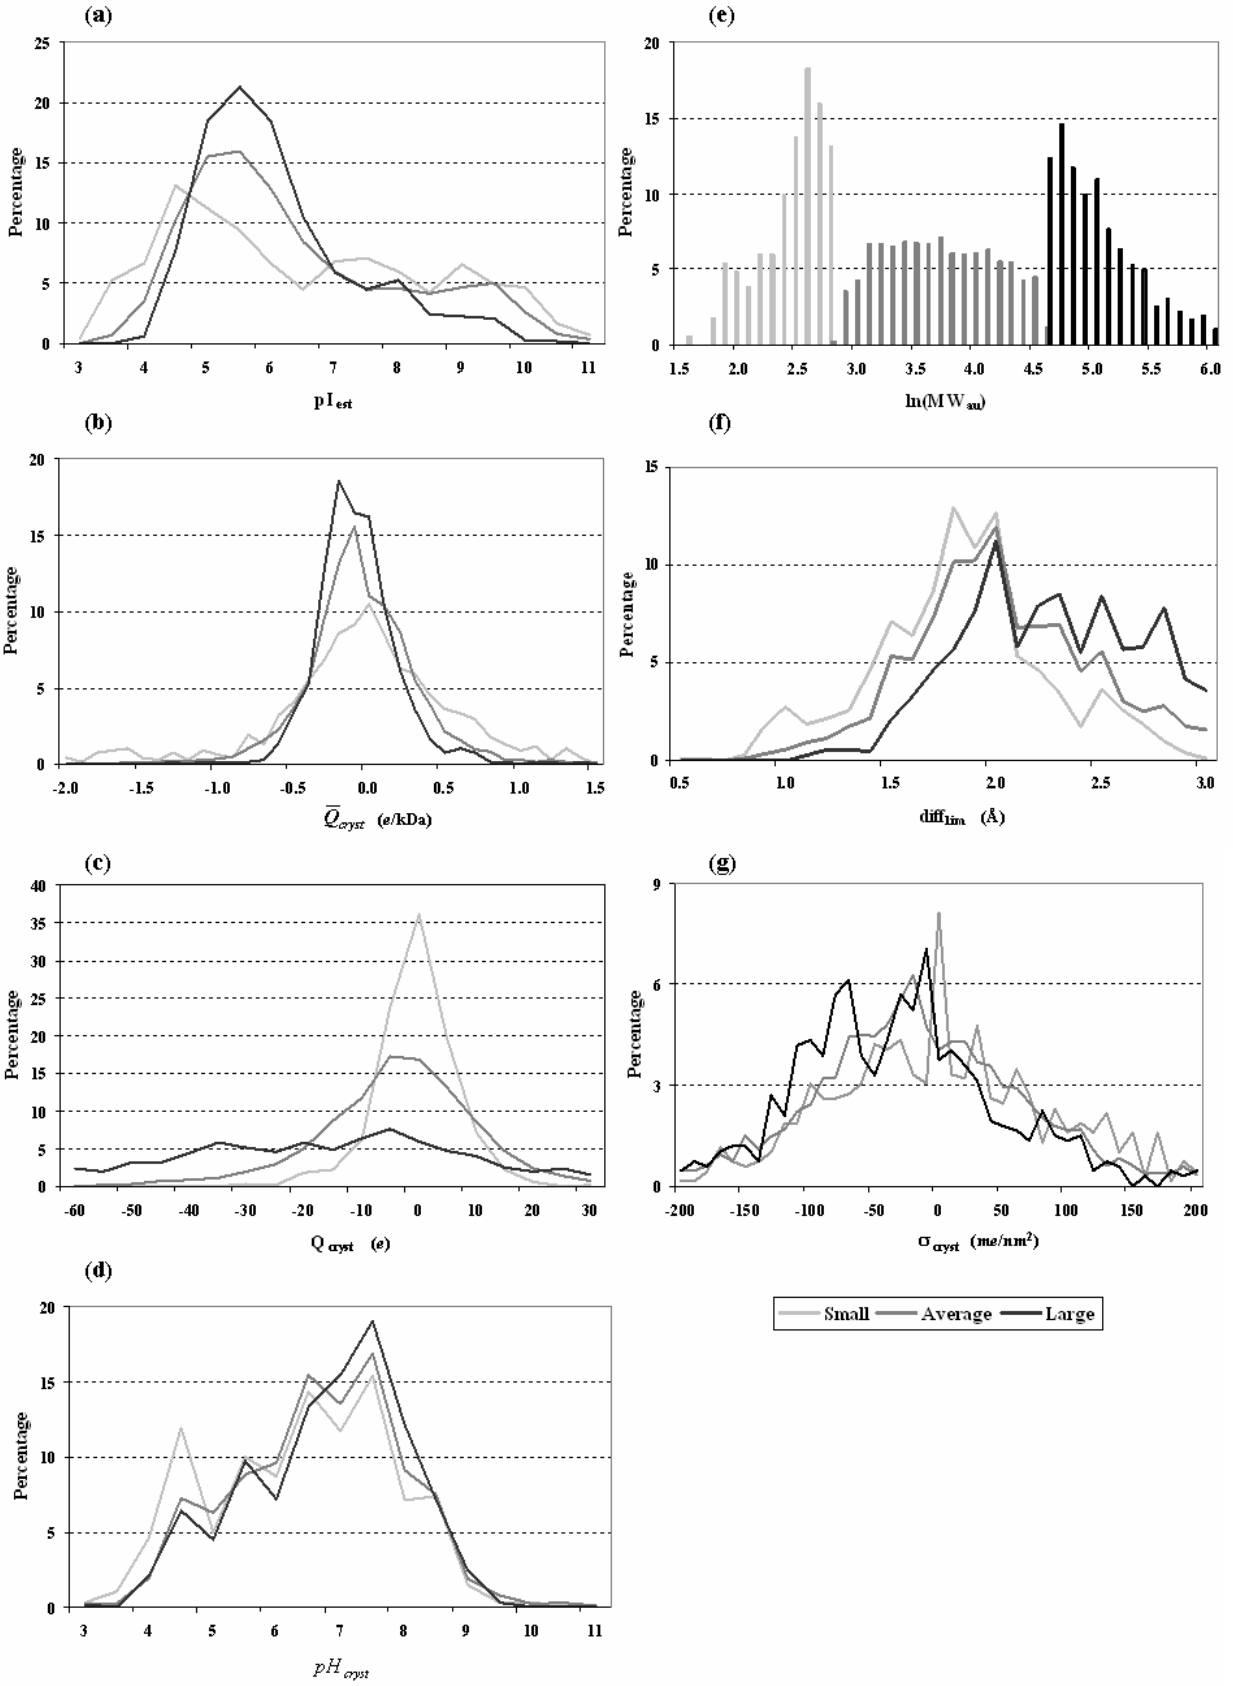 (a)
25
20
15
10
5
0
Percentage
3 4 5 6 7 8 9 10 11
pI est
(b)
20
15
10
5
0
Percentage
-2.0 -1.5 -1.0 -0.5 0.0 0.5 1.0 1.5
Q̅ cryst (e/kDa)
(c)
40
35
30
25
20
15
10
5
0
Percentage
-60 -50 -40 -30 -20 -10 0 10 20 30
Q cryst (e)
(d)
20
15
10
5
0
Percentage
3 4 5 6 7 8 9 10 11
pH cryst
(e)
20
15
10
5
0
Percentage
1.5 2.0 2.5 3.0 3.5 4.0 4.5 5.0 5.5 6.0
ln(MW au)
(f)
15
10
5
0
Percentage
0.5 1.0 1.5 2.0 2.5 3.0
diff lim (Å)
(g)
9
6
3
0
Percentage
-200 -150 -100 -50 0 50 100 150 200
σ cryst (me/nm²)
Small Average Large